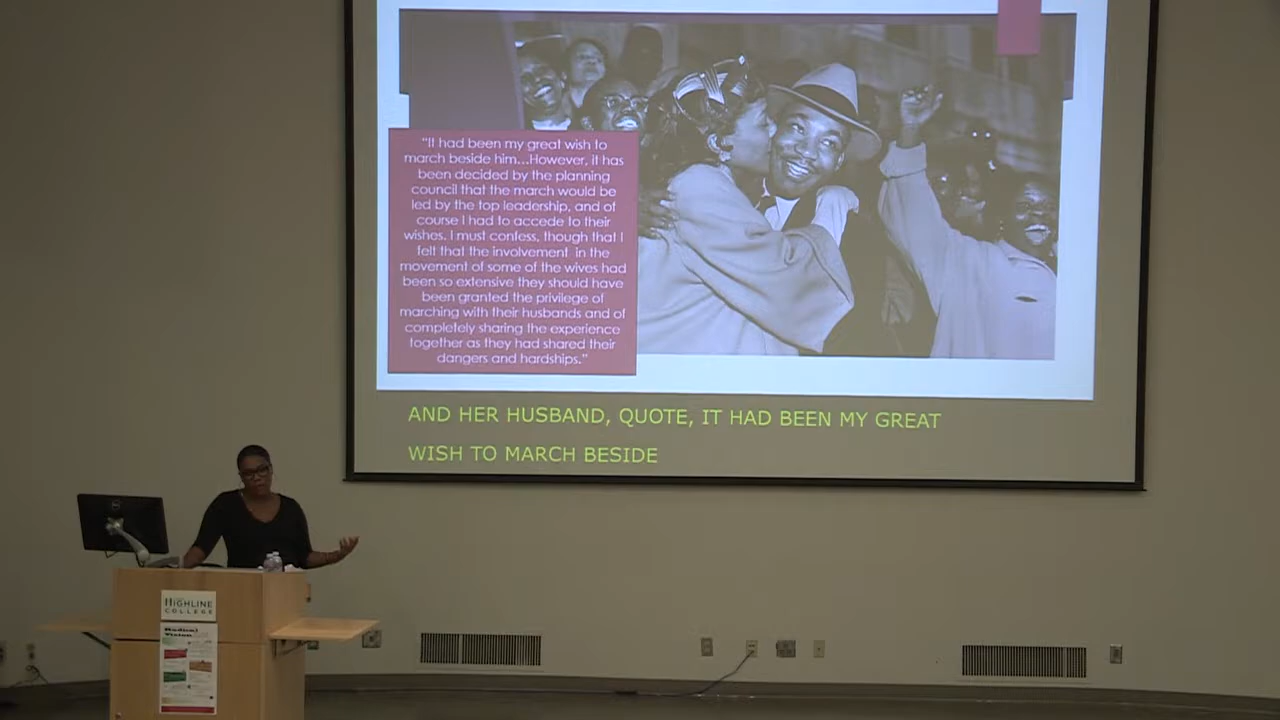 “It had been my great wish to
march beside him...However, it has
been decided by the planning
council that the march would be
led by the top leadership, and of
course I had to accede to their
wishes. I must confess, though that I
felt that the involvement in the
movement of some of the wives had
been so extensive they should have
been granted the privilege of
marching with their husbands and of
completely sharing the experience
together as they had shared their
dangers and hardships.”
AND HER HUSBAND, QUOTE, IT HAD BEEN MY GREAT
WISH TO MARCH BESIDE
HIGHLINE
COLLEGE
Radical
Vision